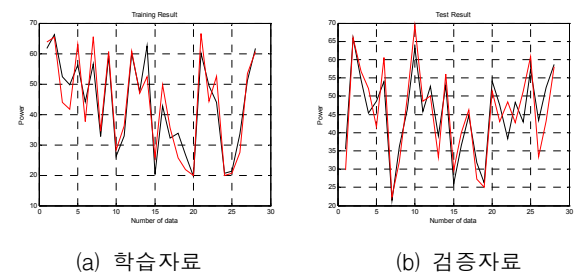 Training Result
70
60
50
40
30
20
10
Power
0 5 10 15 20 25 30
Number of data
(a) 학습자료
Test Result
70
65
60
55
50
45
40
35
30
25
20
Power
0 5 10 15 20 25 30
Number of data
(b) 검증자료